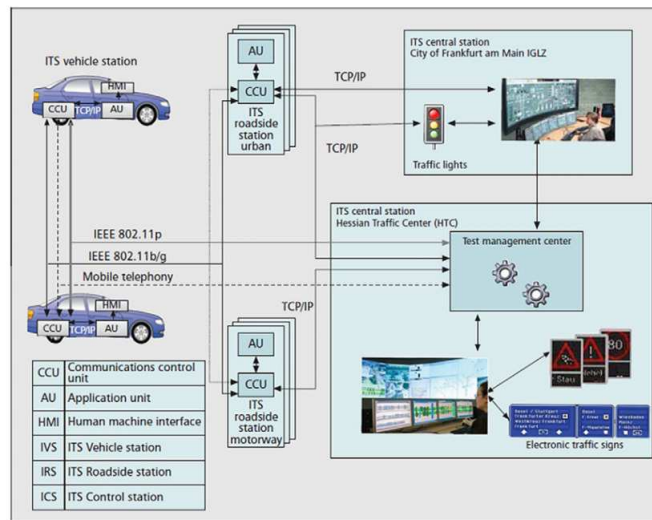 ITS vehicle station
HMI
CCU
TCP/IP
AU
AU
CCU
ITS
roadside
station
urban
TCP/IP
TCP/IP
ITS central station
City of Frankfurt am Main IGLZ
Traffic lights
IEEE 802.11p
IEEE 802.11b/g
Mobile telephony
ITS central station
Hessian Traffic Center (HTC)
Test management center
HMI
CCU
TCP/IP
AU
TCP/IP
AU
CCU
ITS
roadside
station
motorway
80
Stau
Electronic traffic signs
CCU
Communications control
unit
AU
Application unit
HMI
Human machine interface
IVS
ITS Vehicle station
IRS
ITS Roadside station
ICS
ITS Control station